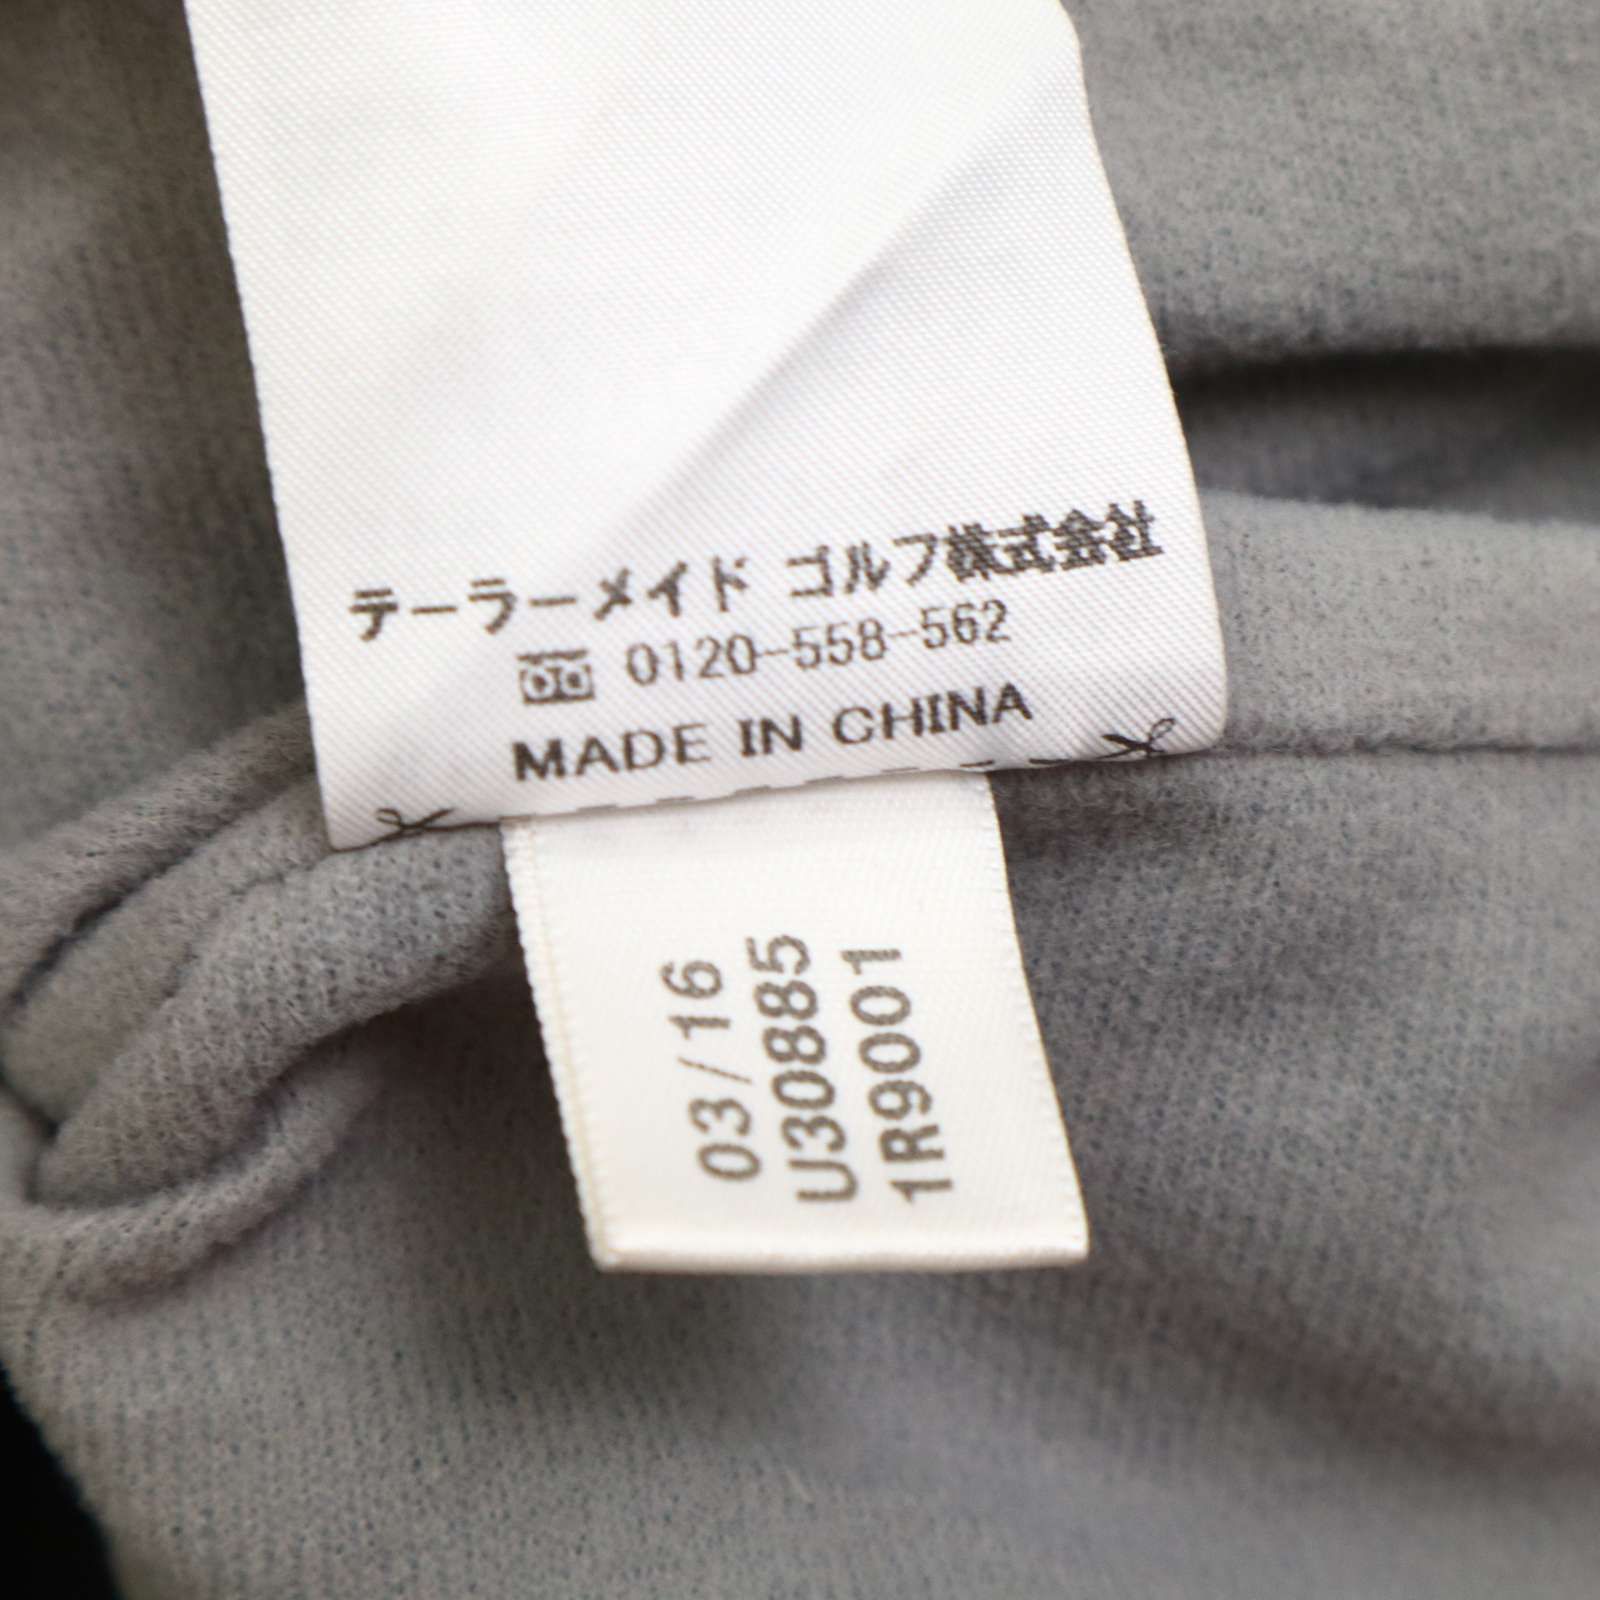 テーラーメイド ゴルフ株式会社
0120-558-562
MADE IN CHINA
03/16
U30885
1R9001